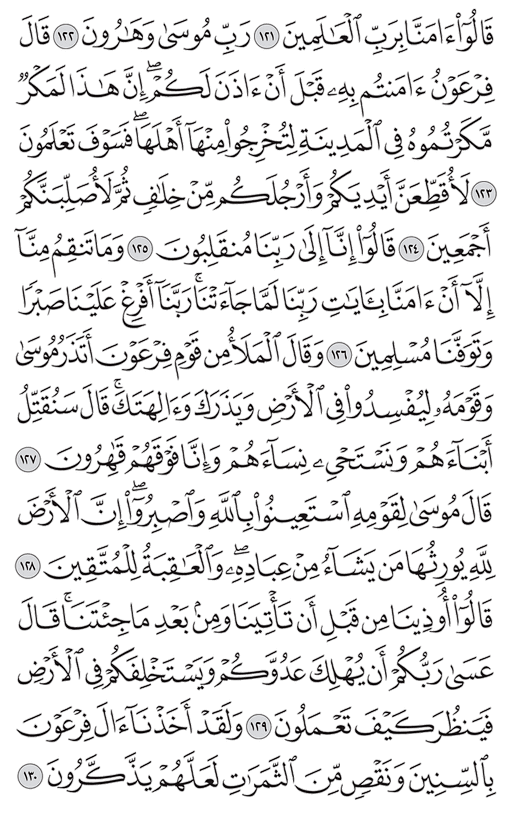 قَالُوٓا۟ ءَامَنَّا بِرَبِّ ٱلْعَـٰلَمِينَ ١٢١ رَبِّ مُوسَىٰ وَهَـٰرُونَ ١٢٢ قَالَ
فِرْعَوْنُ ءَامَنتُم بِهِۦ قَبْلَ أَنْ ءَاذَنَ لَكُمْ ۖ إِنَّ هَـٰذَا لَمَكْرٌ
مَّكَرْتُمُوهُ فِى ٱلْمَدِينَةِ لِتُخْرِجُوا۟ مِنْهَآ أَهْلَهَا ۖ فَسَوْفَ تَعْلَمُونَ
١٢٣ لَأُقَطِّعَنَّ أَيْدِيَكُمْ وَأَرْجُلَكُم مِّنْ خِلَـٰفٍ ثُمَّ لَأُصَلِّبَنَّكُمْ
أَجْمَعِينَ ١٢٤ قَالُوٓا۟ إِنَّآ إِلَىٰ رَبِّنَا مُنقَلِبُونَ ١٢٥ وَمَا تَنقِمُ مِنَّآ
إِلَّآ أَنْ ءَامَنَّا بِـَٔايَـٰتِ رَبِّنَا لَمَّا جَآءَتْنَا ۚ رَبَّنَآ أَفْرِغْ عَلَيْنَا صَبْرًا
وَتَوَفَّنَا مُسْلِمِينَ ١٢٦ وَقَالَ ٱلْمَلَأُ مِن قَوْمِ فِرْعَوْنَ أَتَذَرُ مُوسَىٰ
وَقَوْمَهُۥ لِيُفْسِدُوا۟ فِى ٱلْأَرْضِ وَيَذَرَكَ وَءَالِهَتَكَ ۚ قَالَ سَنُقَتِّلُ
أَبْنَآءَهُمْ وَنَسْتَحْىِۦ نِسَآءَهُمْ وَإِنَّا فَوْقَهُمْ قَـٰهِرُونَ ١٢٧
قَالَ مُوسَىٰ لِقَوْمِهِ ٱسْتَعِينُوا۟ بِٱللَّهِ وَٱصْبِرُوٓا۟ ۖ إِنَّ ٱلْأَرْضَ
لِلَّهِ يُورِثُهَا مَن يَشَآءُ مِنْ عِبَادِهِۦ ۖ وَٱلْعَـٰقِبَةُ لِلْمُتَّقِينَ ١٢٨
قَالُوٓا۟ أُوذِينَا مِن قَبْلِ أَن تَأْتِيَنَا وَمِنۢ بَعْدِ مَا جِئْتَنَا ۚ قَالَ
عَسَىٰ رَبُّكُمْ أَن يُهْلِكَ عَدُوَّكُمْ وَيَسْتَخْلِفَكُمْ فِى ٱلْأَرْضِ
فَيَنظُرَ كَيْفَ تَعْمَلُونَ ١٢٩ وَلَقَدْ أَخَذْنَآ ءَالَ فِرْعَوْنَ
بِٱلسِّنِينَ وَنَقْصٍ مِّنَ ٱلثَّمَرَٰتِ لَعَلَّهُمْ يَذَّكَّرُونَ ١٣٠